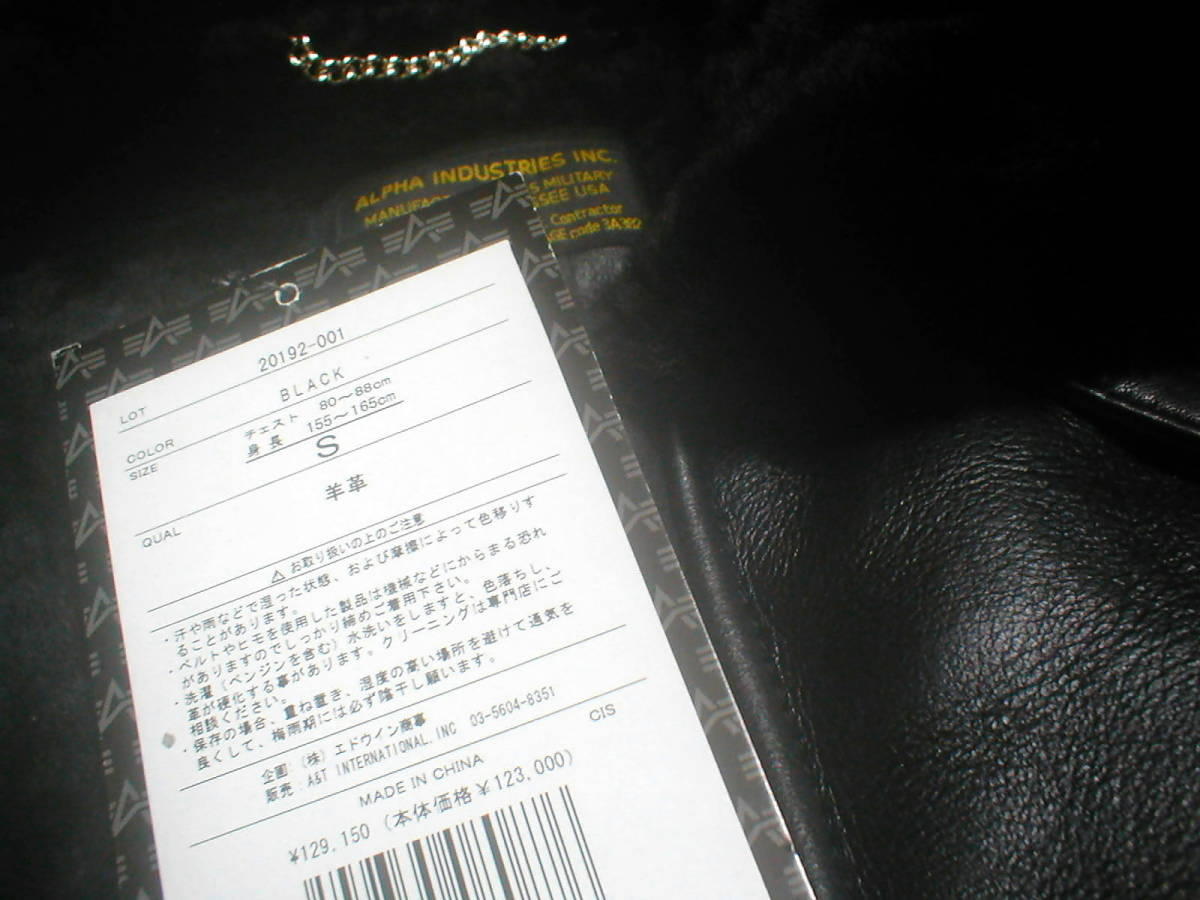 ALPHA INDUSTRIES INC.
MANUFAC S MILITARY
SSEE USA
Contractor
GE code 3A382
LOT 20192-001
COLOR BLACK
SIZE チェスト 80〜88cm
身長 155〜165cm
S
QUAL 羊革
⚠お取り扱いの上のご注意
・汗や雨などで湿った状態、および摩擦によって色移りす
ることがあります。
・ベルトやヒモを使用した製品は機械などにからまる恐れ
がありますのでしっかり締めご着用下さい。
・洗濯(ベンジンを含む)水洗いをしますと、色落ちし、
革が硬化する事があります。クリーニングは専門店にご
相談ください。
・保存の場合、重ね置き、湿度の高い場所を避けて通気を
良くして、梅雨期には必ず陰干し願います。
企画:(株)エドウイン商事
販売:A&T INTERNATIONAL.INC 03-5604-8351
MADE IN CHINA CIS
¥129,150 (本体価格¥123,000)